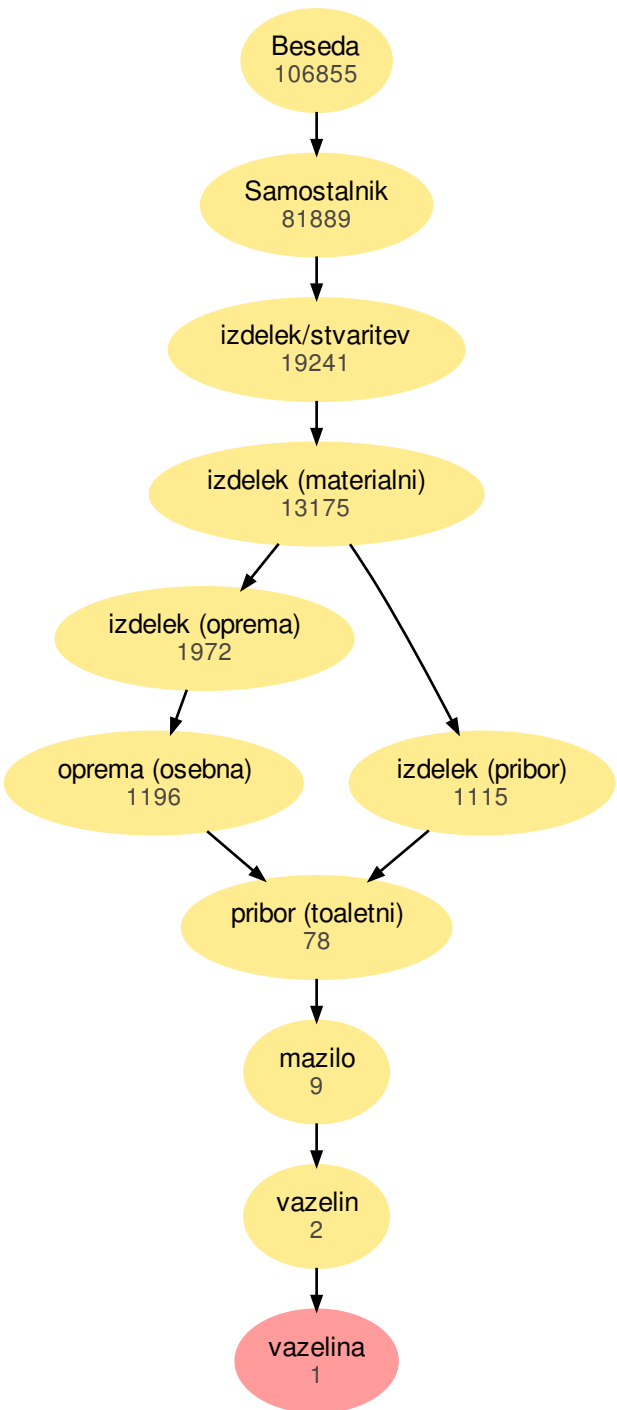 Beseda
106855
Samostalnik
81889
izdelek/stvaritev
19241
izdelek (materialni)
13175
izdelek (oprema)
1972
oprema (osebna)
1196
izdelek (pribor)
1115
pribor (toaletni)
78
mazilo
9
vazelin
2
vazelina
1